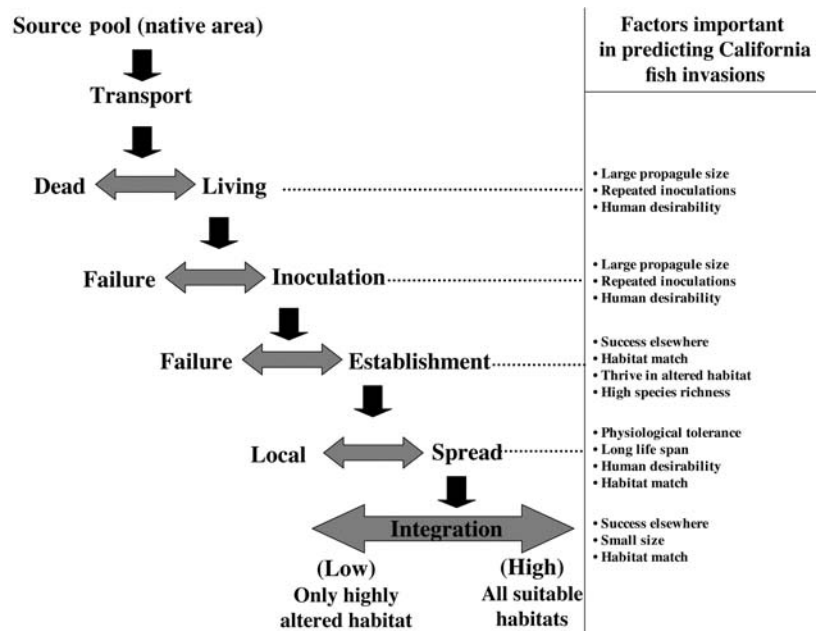 Source pool (native area)
Factors important
in predicting California
fish invasions
Transport
Dead
Living
• Large propagule size
• Repeated inoculations
• Human desirability
Failure
Inoculation
• Large propagule size
• Repeated inoculations
• Human desirability
Failure
Establishment
• Success elsewhere
• Habitat match
• Thrive in altered habitat
• High species richness
Local
Spread
• Physiological tolerance
• Long life span
• Human desirability
• Habitat match
Integration
• Success elsewhere
• Small size
• Habitat match
(Low)
Only highly
altered habitat
(High)
All suitable
habitats